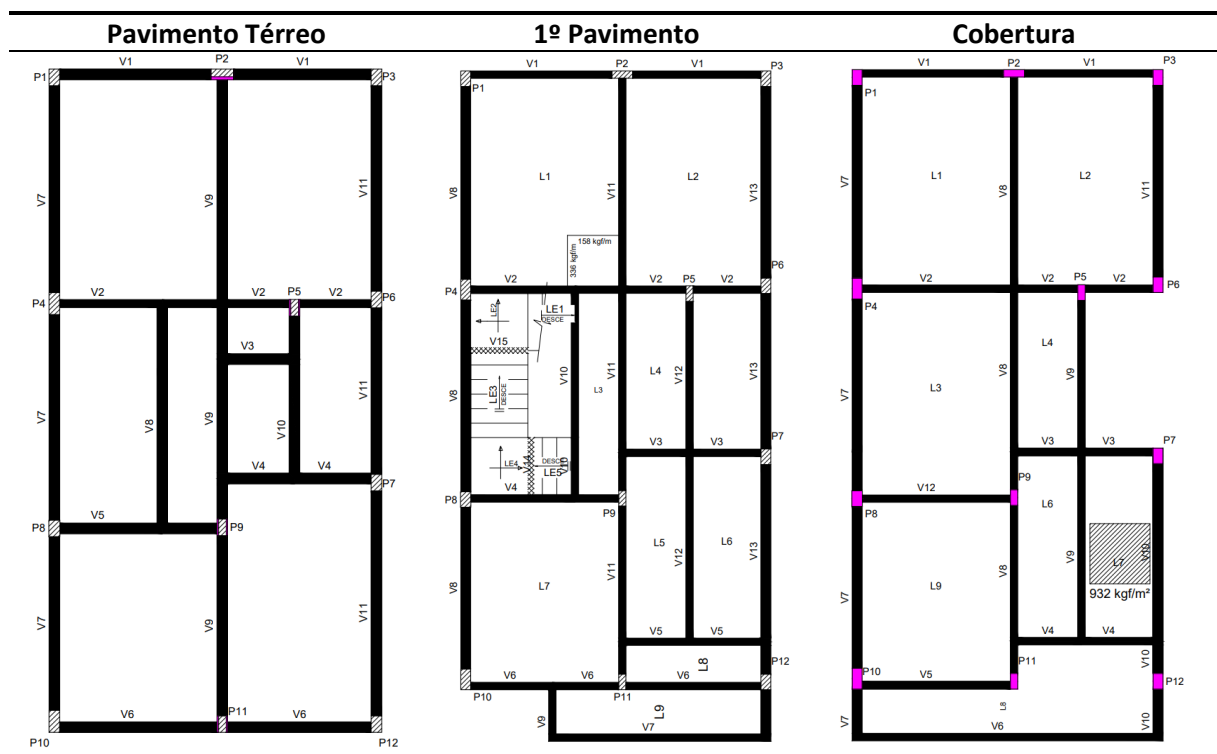 Pavimento Térreo
V1 P2 V1
P1 P3
V7 V9 V11
P4 V2 V2 P5 V2 P6
V3
V7 V8 V9 V10 V11
V4 V4
P7
P8 V5 P9
V7 V9 V11
P11
V6 V6
P10 P12
1º Pavimento
V1 P2 V1 P3
P1
L1 L2
V8 V11 V13
158 kgf/m
336 kgf/m
P6
P4 V2 V2 P5 V2
LE2 LE1
DESCE
V15
V8 LE3 DESCE V10 L3 V11 L4 V12 V13
P7
V3 V3
LE4 V14 DESCE V10
LE5
V4
P8 P9
L5 V12 L6 V13
V8 L7 V11
V5 V5
L8
P12
V6 V6 V6
P10 P11
V9 L9
V7
Cobertura
P3
V1 P2 V1
P1
L1 L2
V7 V8 V11
P5
V2 V2 V2 P6
P4
L4
V7 L3 V8 V9
P7
V3 V3
P9
V12 L6
P8
V7 L9 V8 V9 L7 V10
932 kgf/m²
V4 V4
P10 P11 V10
V5 P12
V7 L8 V10
V6